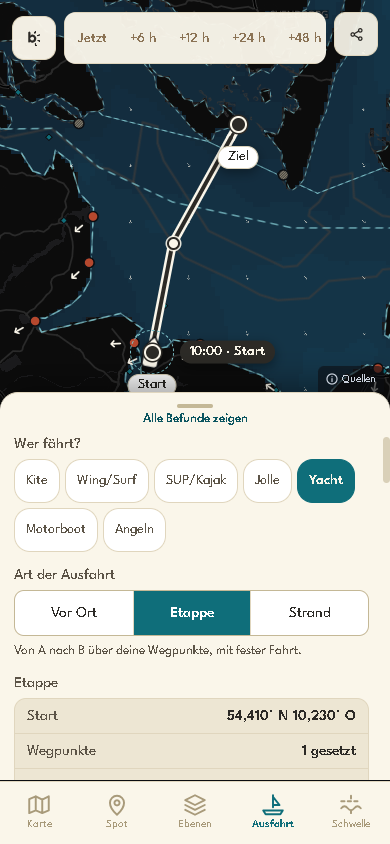 b
Jetzt +6 h +12 h +24 h +48 h
Ziel
10:00 · Start
Start
Quellen
Alle Befunde zeigen
Wer fährt?
Kite Wing/Surf SUP/Kajak Jolle Yacht
Motorboot Angeln
Art der Ausfahrt
Vor Ort Etappe Strand
Von A nach B über deine Wegpunkte, mit fester Fahrt.
Etappe
Start 54,410° N 10,230° O
Wegpunkte 1 gesetzt
Karte Spot Ebenen Ausfahrt Schwelle